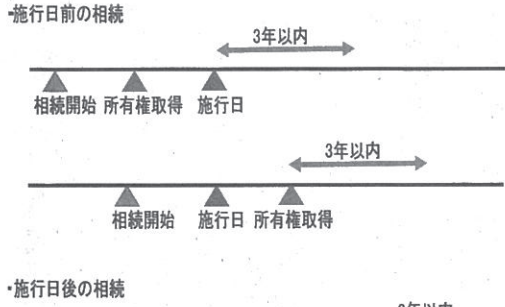 ・施行日前の相続
3年以内
相続開始 所有権取得 施行日
3年以内
相続開始 施行日 所有権取得
・施行日後の相続